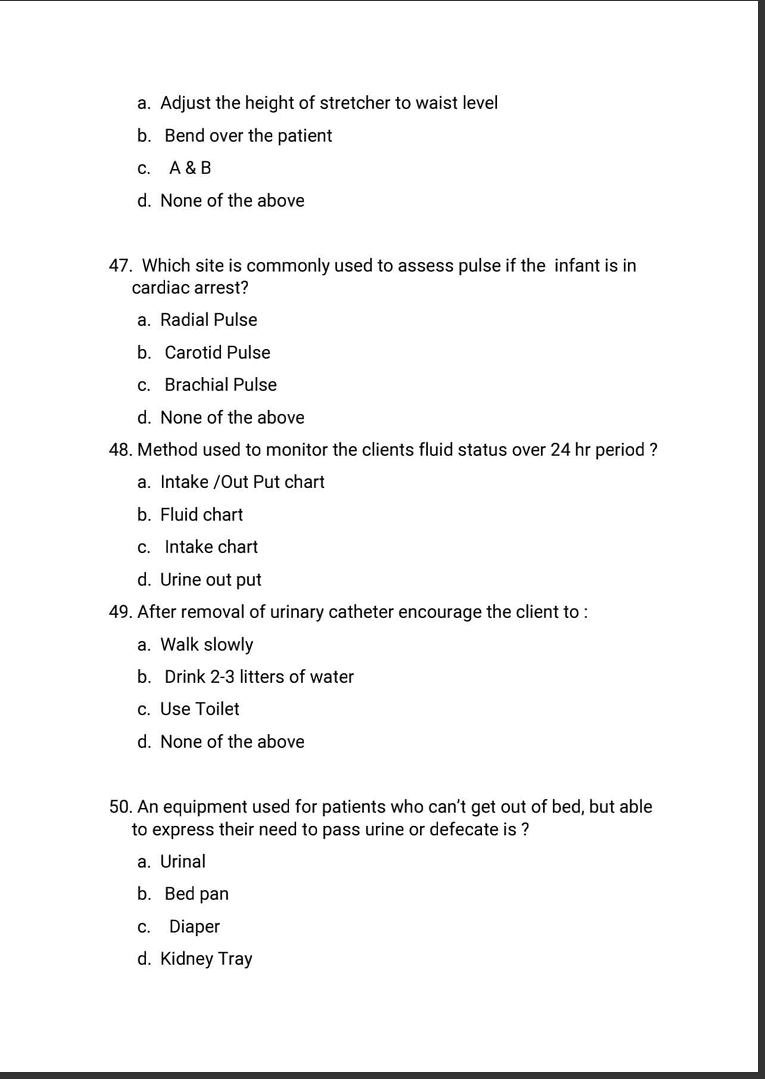 a. Adjust the height of stretcher to waist level
b. Bend over the patient
c. A & B
d. None of the above
47. Which site is commonly used to assess pulse if the infant is in
cardiac arrest?
a. Radial Pulse
b. Carotid Pulse
c. Brachial Pulse
d. None of the above
48. Method used to monitor the clients fluid status over 24 hr period ?
a. Intake /Out Put chart
b. Fluid chart
c. Intake chart
d. Urine out put
49. After removal of urinary catheter encourage the client to :
a. Walk slowly
b. Drink 2-3 litters of water
c. Use Toilet
d. None of the above
50. An equipment used for patients who can't get out of bed, but able
to express their need to pass urine or defecate is ?
a. Urinal
b. Bed pan
c. Diaper
d. Kidney Tray